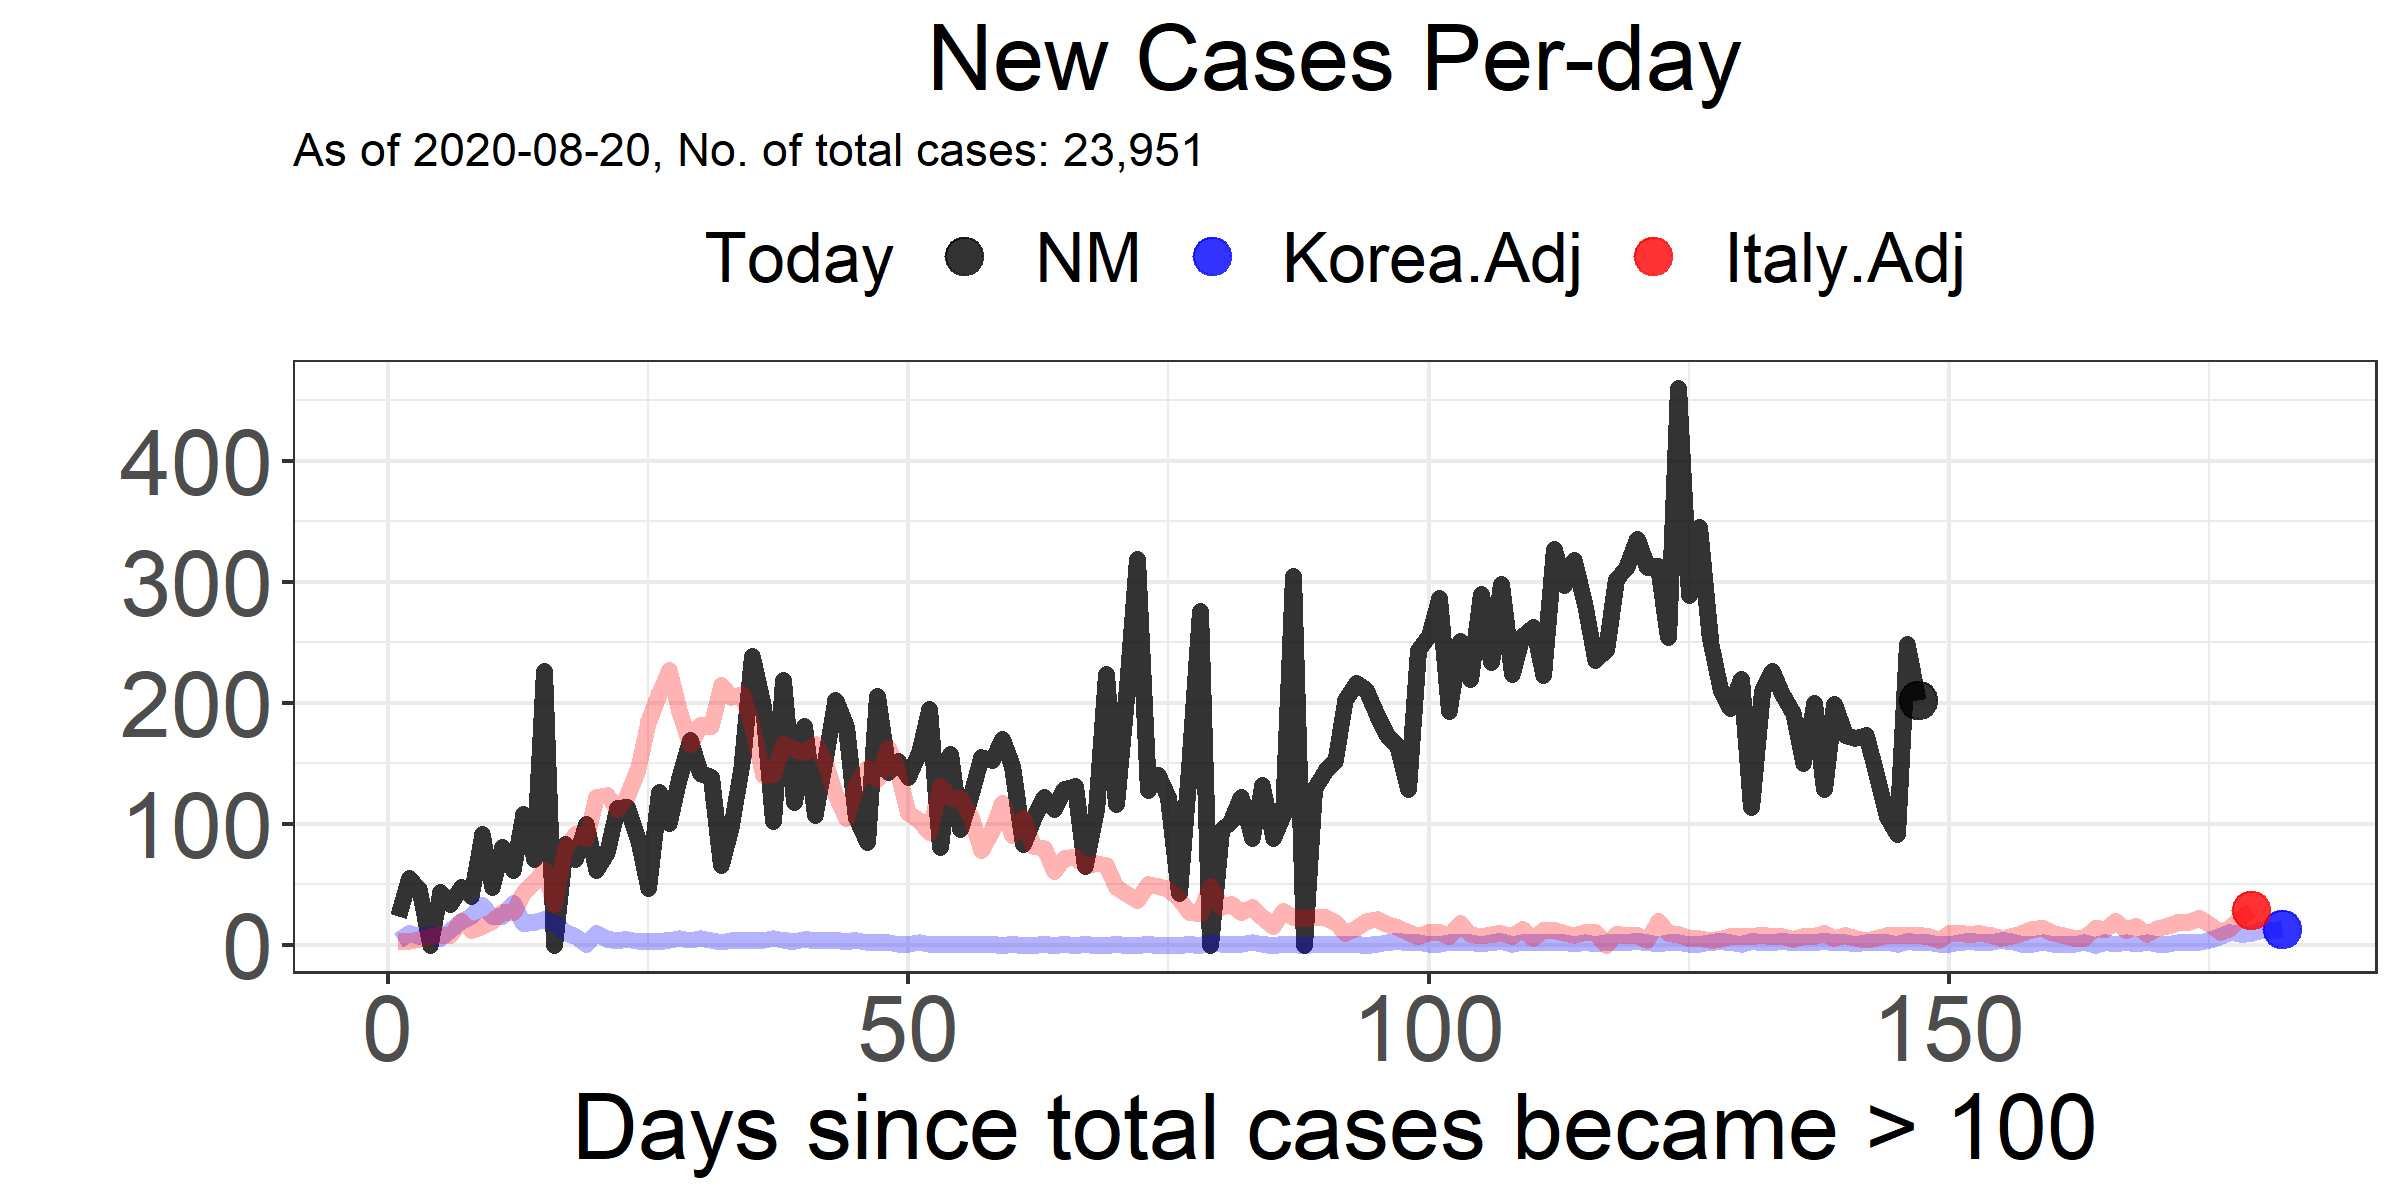 New Cases Per-day
As of 2020-08-20, No. of total cases: 23,951
Today NM Korea.Adj Italy.Adj
400
300
200
100
0
0 50 100 150
Days since total cases became > 100